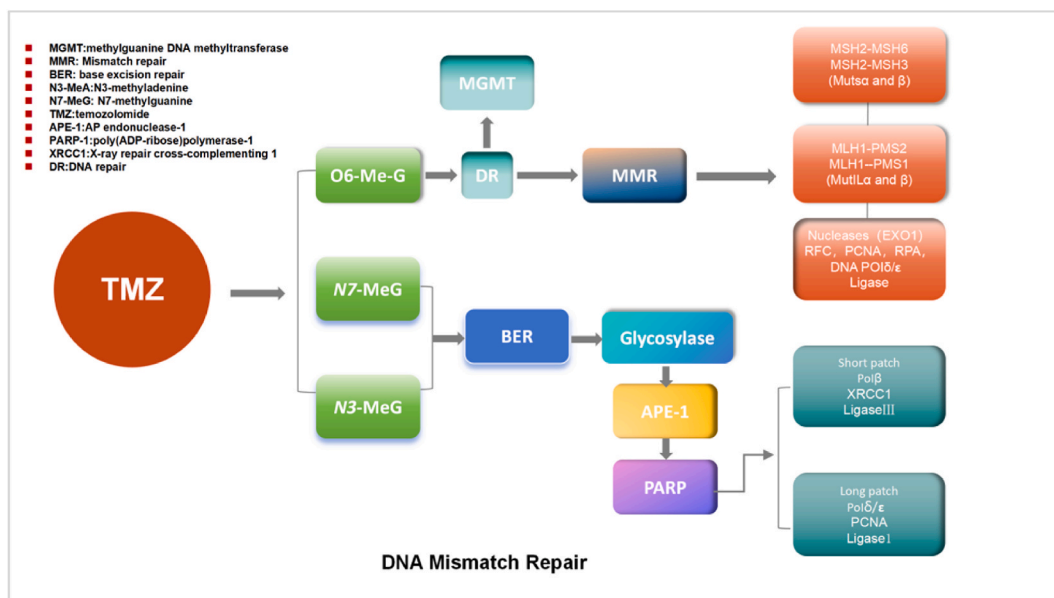 MGMT:methylguanine DNA methyltransferase
MMR: Mismatch repair
BER: base excision repair
N3-MeA:N3-methyladenine
N7-MeG: N7-methylguanine
TMZ:temozolomide
APE-1:AP endonuclease-1
PARP-1:poly(ADP-ribose)polymerase-1
XRCC1:X-ray repair cross-complementing 1
DR:DNA repair
TMZ
O6-Me-G
N7-MeG
N3-MeG
MGMT
DR
MMR
MSH2-MSH6
MSH2-MSH3
(Mutsα and β)
MLH1-PMS2
MLH1--PMS1
(MutlLα and β)
Nucleases (EXO1)
RFC, PCNA, RPA,
DNA POlδ/ε
Ligase
BER
Glycosylase
APE-1
PARP
Short patch
Polβ
XRCC1
LigaseIII
Long patch
Polδ/ε
PCNA
Ligase1
DNA Mismatch Repair